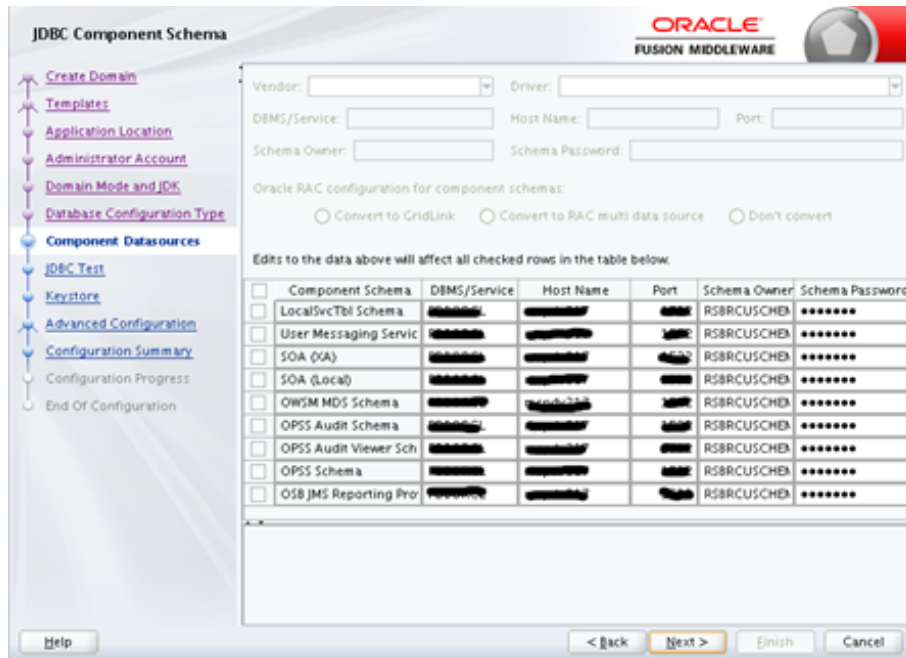 JDBC Component Schema
ORACLE
FUSION MIDDLEWARE
Create Domain
Templates
Application Location
Administrator Account
Domain Mode and JDK
Database Configuration Type
Component Datasources
JDBC Test
Keystore
Advanced Configuration
Configuration Summary
Configuration Progress
End Of Configuration
Vendor: Driver:
DBMS/Service: Host Name: Port:
Schema Owner: Schema Password:
Oracle RAC configuration for component schemas:
Convert to GridLink Convert to RAC multi data source Don't convert
Edits to the data above will affect all checked rows in the table below.
Component Schema DBMS/Service Host Name Port Schema Owner Schema Password
LocalSvcTbl Schema RSBRCUSCHEM •••••••
User Messaging Servic RSBRCUSCHEM •••••••
SOA (XA) RSBRCUSCHEM •••••••
SOA (Local) RSBRCUSCHEM •••••••
OWSM MDS Schema RSBRCUSCHEM •••••••
OPSS Audit Schema RSBRCUSCHEM •••••••
OPSS Audit Viewer Sch RSBRCUSCHEM •••••••
OPSS Schema RSBRCUSCHEM •••••••
OSB JMS Reporting Pro RSBRCUSCHEM •••••••
Help < Back Next > Finish Cancel